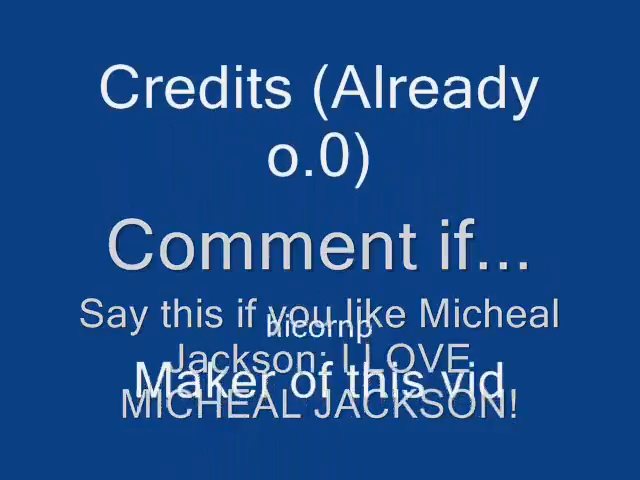 Credits (Already
o.0)
Comment if...
Say this if you like Micheal
hicornp
Jackson: I LOVE
Maker of this vid
MICHEAL JACKSON!